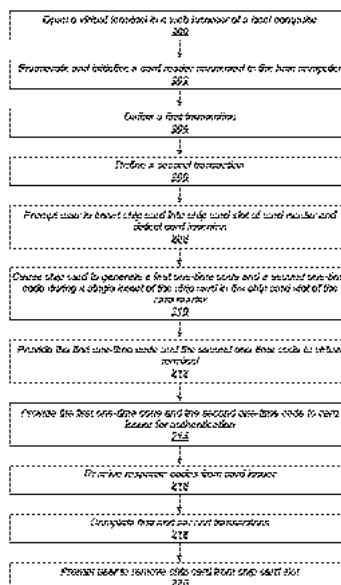 Open a virtual terminal in a web browser of a host computer
Enumerate and initialize a card reader connected to the host computer
Define a first transaction
Define a second transaction
Prompt user to insert chip card into chip card slot of card reader and
detect card insertion
Cause chip card to generate a first one-time code and a second one-time
code during a single insert of the chip card in the chip card slot of the
card reader
Provide the first one-time code and the second one-time code to virtual
terminal
Provide the first one-time code and the second one-time code to card
issuer for authentication
Receive response codes from card issuer
Complete first and second transactions
Prompt user to remove chip card from chip card slot